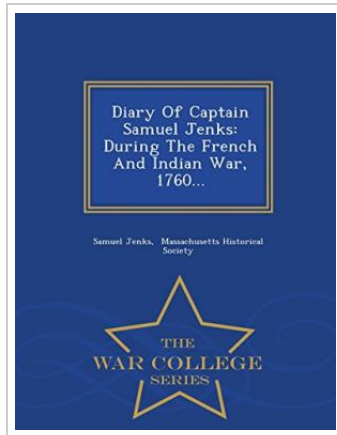 Diary Of Captain
Samuel Jenks:
During The French
And Indian War,
1760...
Samuel Jenks, Massachusetts Historical
Society
THE
WAR COLLEGE
SERIES